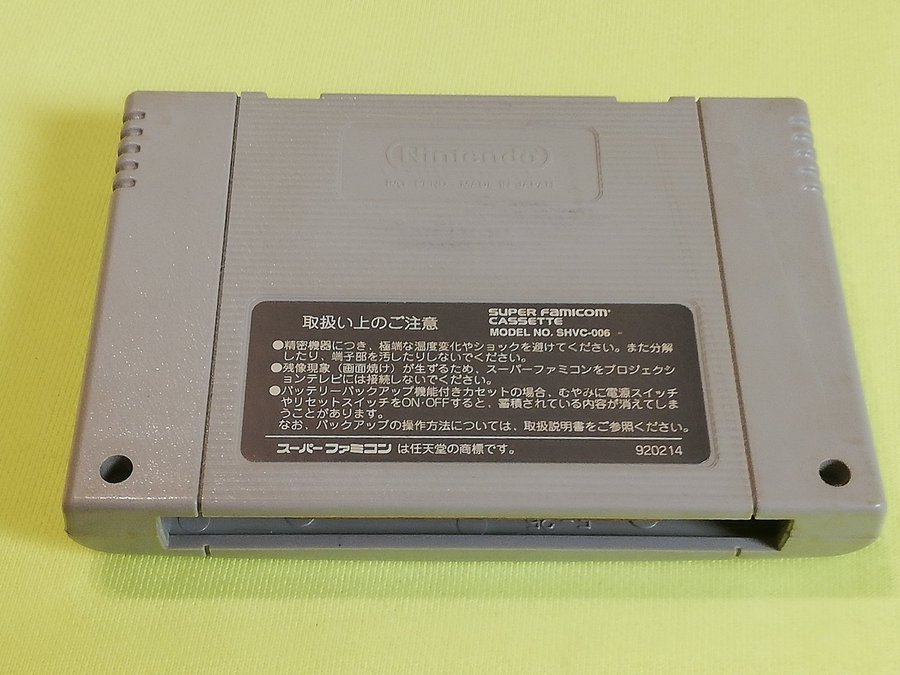 Nintendo
PAT. PEND · MADE IN JAPAN
取扱い上のご注意
SUPER FAMICOM
CASSETTE
MODEL NO. SHVC-006
●精密機器につき、極端な温度変化やショックを避けてください。また分解
したり、端子部を汚したりしないでください。
●残像現象（画面焼け）が生ずるため、スーパーファミコンをプロジェクシ
ョンテレビには接続しないでください。
●バッテリーバックアップ機能付きカセットの場合、むやみに電源スイッチ
やリセットスイッチをON・OFFすると、蓄積されている内容が消えてしま
うことがあります。
なお、バックアップの操作方法については、取扱説明書をご参照ください。
スーパーファミコン は任天堂の商標です。
920214